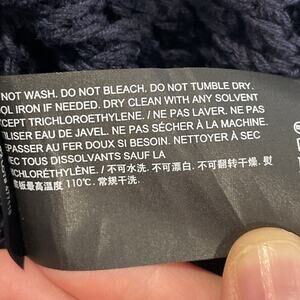 NOT WASH. DO NOT BLEACH. DO NOT TUMBLE DRY.
OL IRON IF NEEDED. DRY CLEAN WITH ANY SOLVENT
CEPT TRICHLOROETHYLENE. / NE PAS LAVER. NE PAS
TILISER EAU DE JAVEL. NE PAS SÉCHER À LA MACHINE.
EPASSER AU FER DOUX SI BESOIN. NETTOYER À SEC
VEC TOUS DISSOLVANTS SAUF LA
RICHLORÉTHYLÈNE. / 不可水洗. 不可漂白. 不可翻转干燥. 熨
底板最高温度 110℃. 常规干洗.